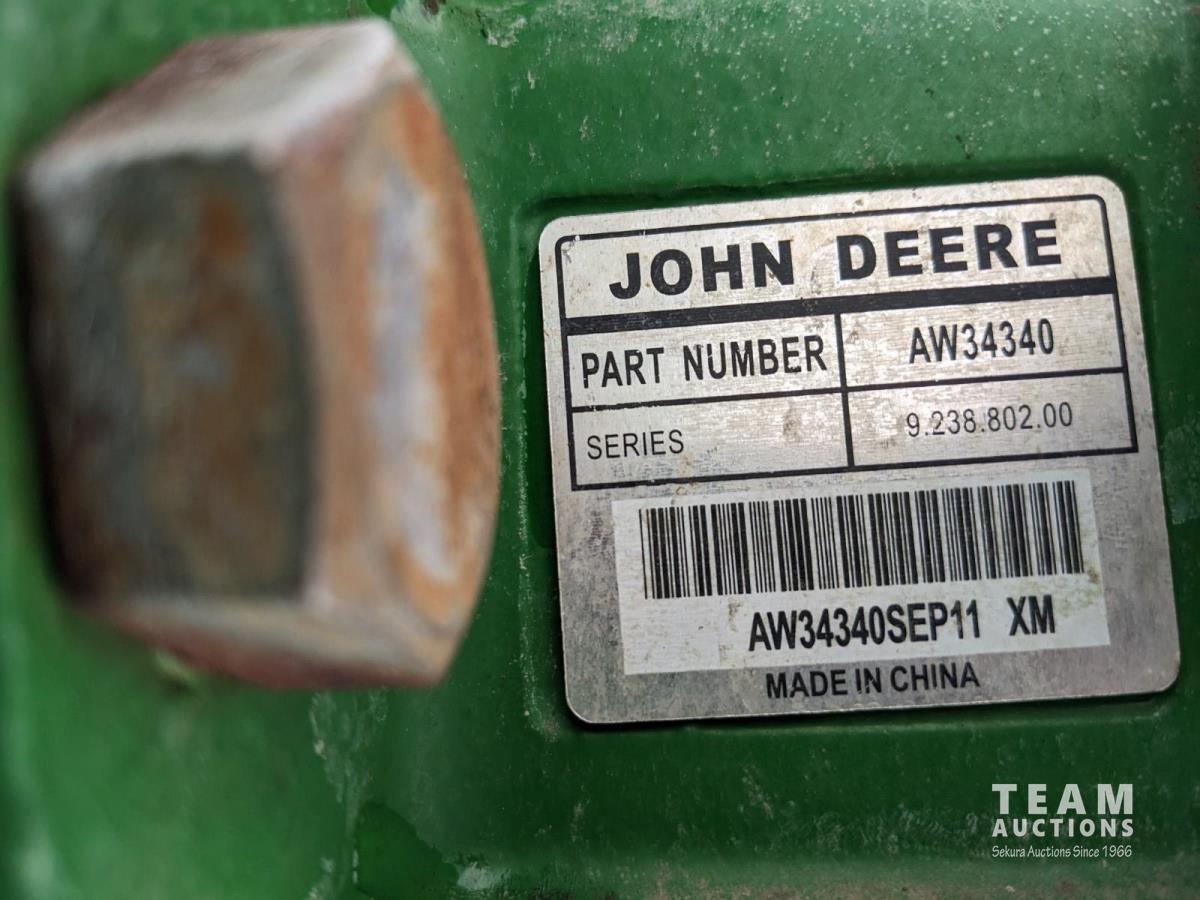 JOHN DEERE
PART NUMBER AW34340
SERIES 9.238.802.00
AW34340SEP11 XM
MADE IN CHINA
TEAM
AUCTIONS
Sekura Auctions Since 1966